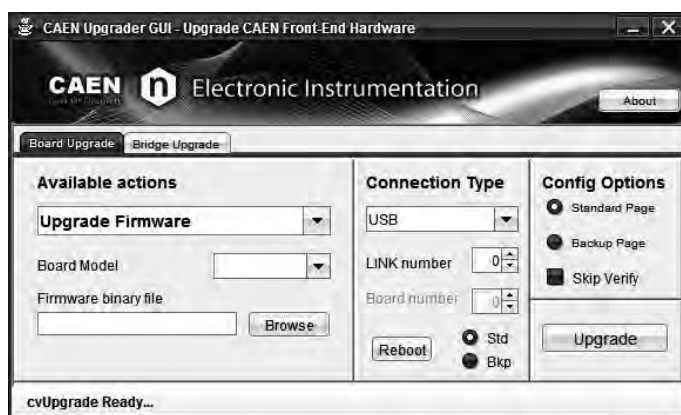 CAEN Upgrader GUI - Upgrade CAEN Front-End Hardware
CAEN n Electronic Instrumentation
About
Board Upgrade Bridge Upgrade
Available actions
Upgrade Firmware
Board Model
Firmware binary file
Browse
Connection Type
USB
LINK number 0
Board number 0
Reboot Std
Bkp
Config Options
Standard Page
Backup Page
Skip Verify
Upgrade
cvUpgrade Ready...